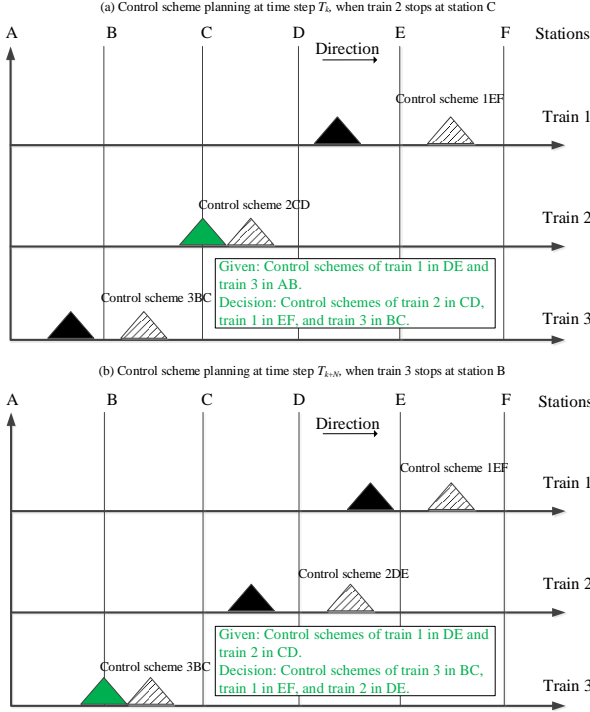 (a) Control scheme planning at time step Tk, when train 2 stops at station C
A B C D E F Stations
Direction
Control scheme 1EF
Train 1
Control scheme 2CD
Train 2
Given: Control schemes of train 1 in DE and
train 3 in AB.
Decision: Control schemes of train 2 in CD,
train 1 in EF, and train 3 in BC.
Control scheme 3BC
Train 3
(b) Control scheme planning at time step Tk+N, when train 3 stops at station B
A B C D E F Stations
Direction
Control scheme 1EF
Train 1
Control scheme 2DE
Train 2
Given: Control schemes of train 1 in DE and
train 2 in CD.
Decision: Control schemes of train 3 in BC,
train 1 in EF, and train 2 in DE.
Control scheme 3BC
Train 3